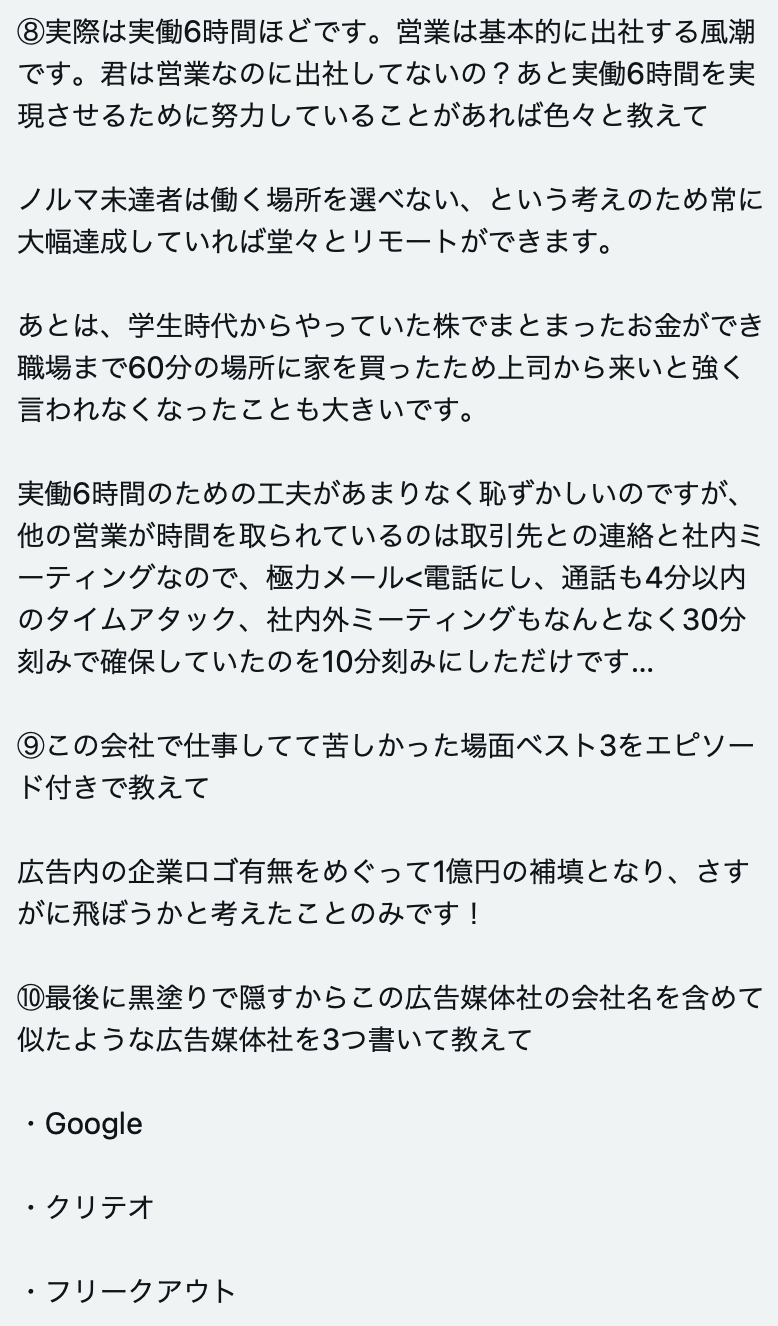 ⑧実際は実働6時間ほどです。営業は基本的に出社する風潮
です。君は営業なのに出社してないの？あと実働6時間を実
現させるために努力していることがあれば色々と教えて
ノルマ未達者は働く場所を選べない、という考えのため常に
大幅達成していれば堂々とリモートができます。
あとは、学生時代からやっていた株でまとまったお金ができ
職場まで60分の場所に家を買ったため上司から来いと強く
言われなくなったことも大きいです。
実働6時間のための工夫があまりなく恥ずかしいのですが、
他の営業が時間を取られているのは取引先との連絡と社内ミ
ーティングなので、極力メール<電話にし、通話も4分以内
のタイムアタック、社内外ミーティングもなんとなく30分
刻みで確保していたのを10分刻みにしただけです...
⑨この会社で仕事してて苦しかった場面ベスト3をエピソー
ド付きで教えて
広告内の企業ロゴ有無をめぐって1億円の補填となり、さす
がに飛ぼうかと考えたことのみです！
⑩最後に黒塗りで隠すからこの広告媒体社の会社名を含めて
似たような広告媒体社を3つ書いて教えて
・Google
・クリテオ
・フリークアウト